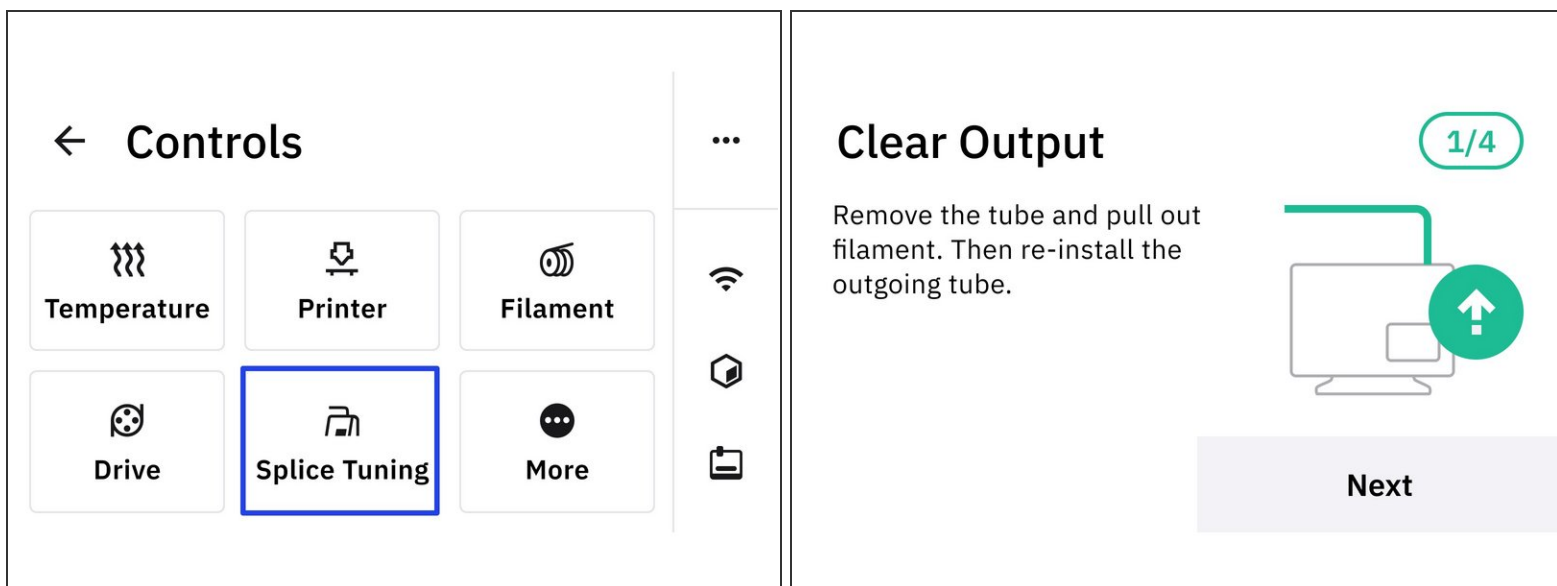 Controls
Temperature
Printer
Filament
Drive
Splice Tuning
More
Clear Output
1/4
Remove the tube and pull out
filament. Then re-install the
outgoing tube.
Next